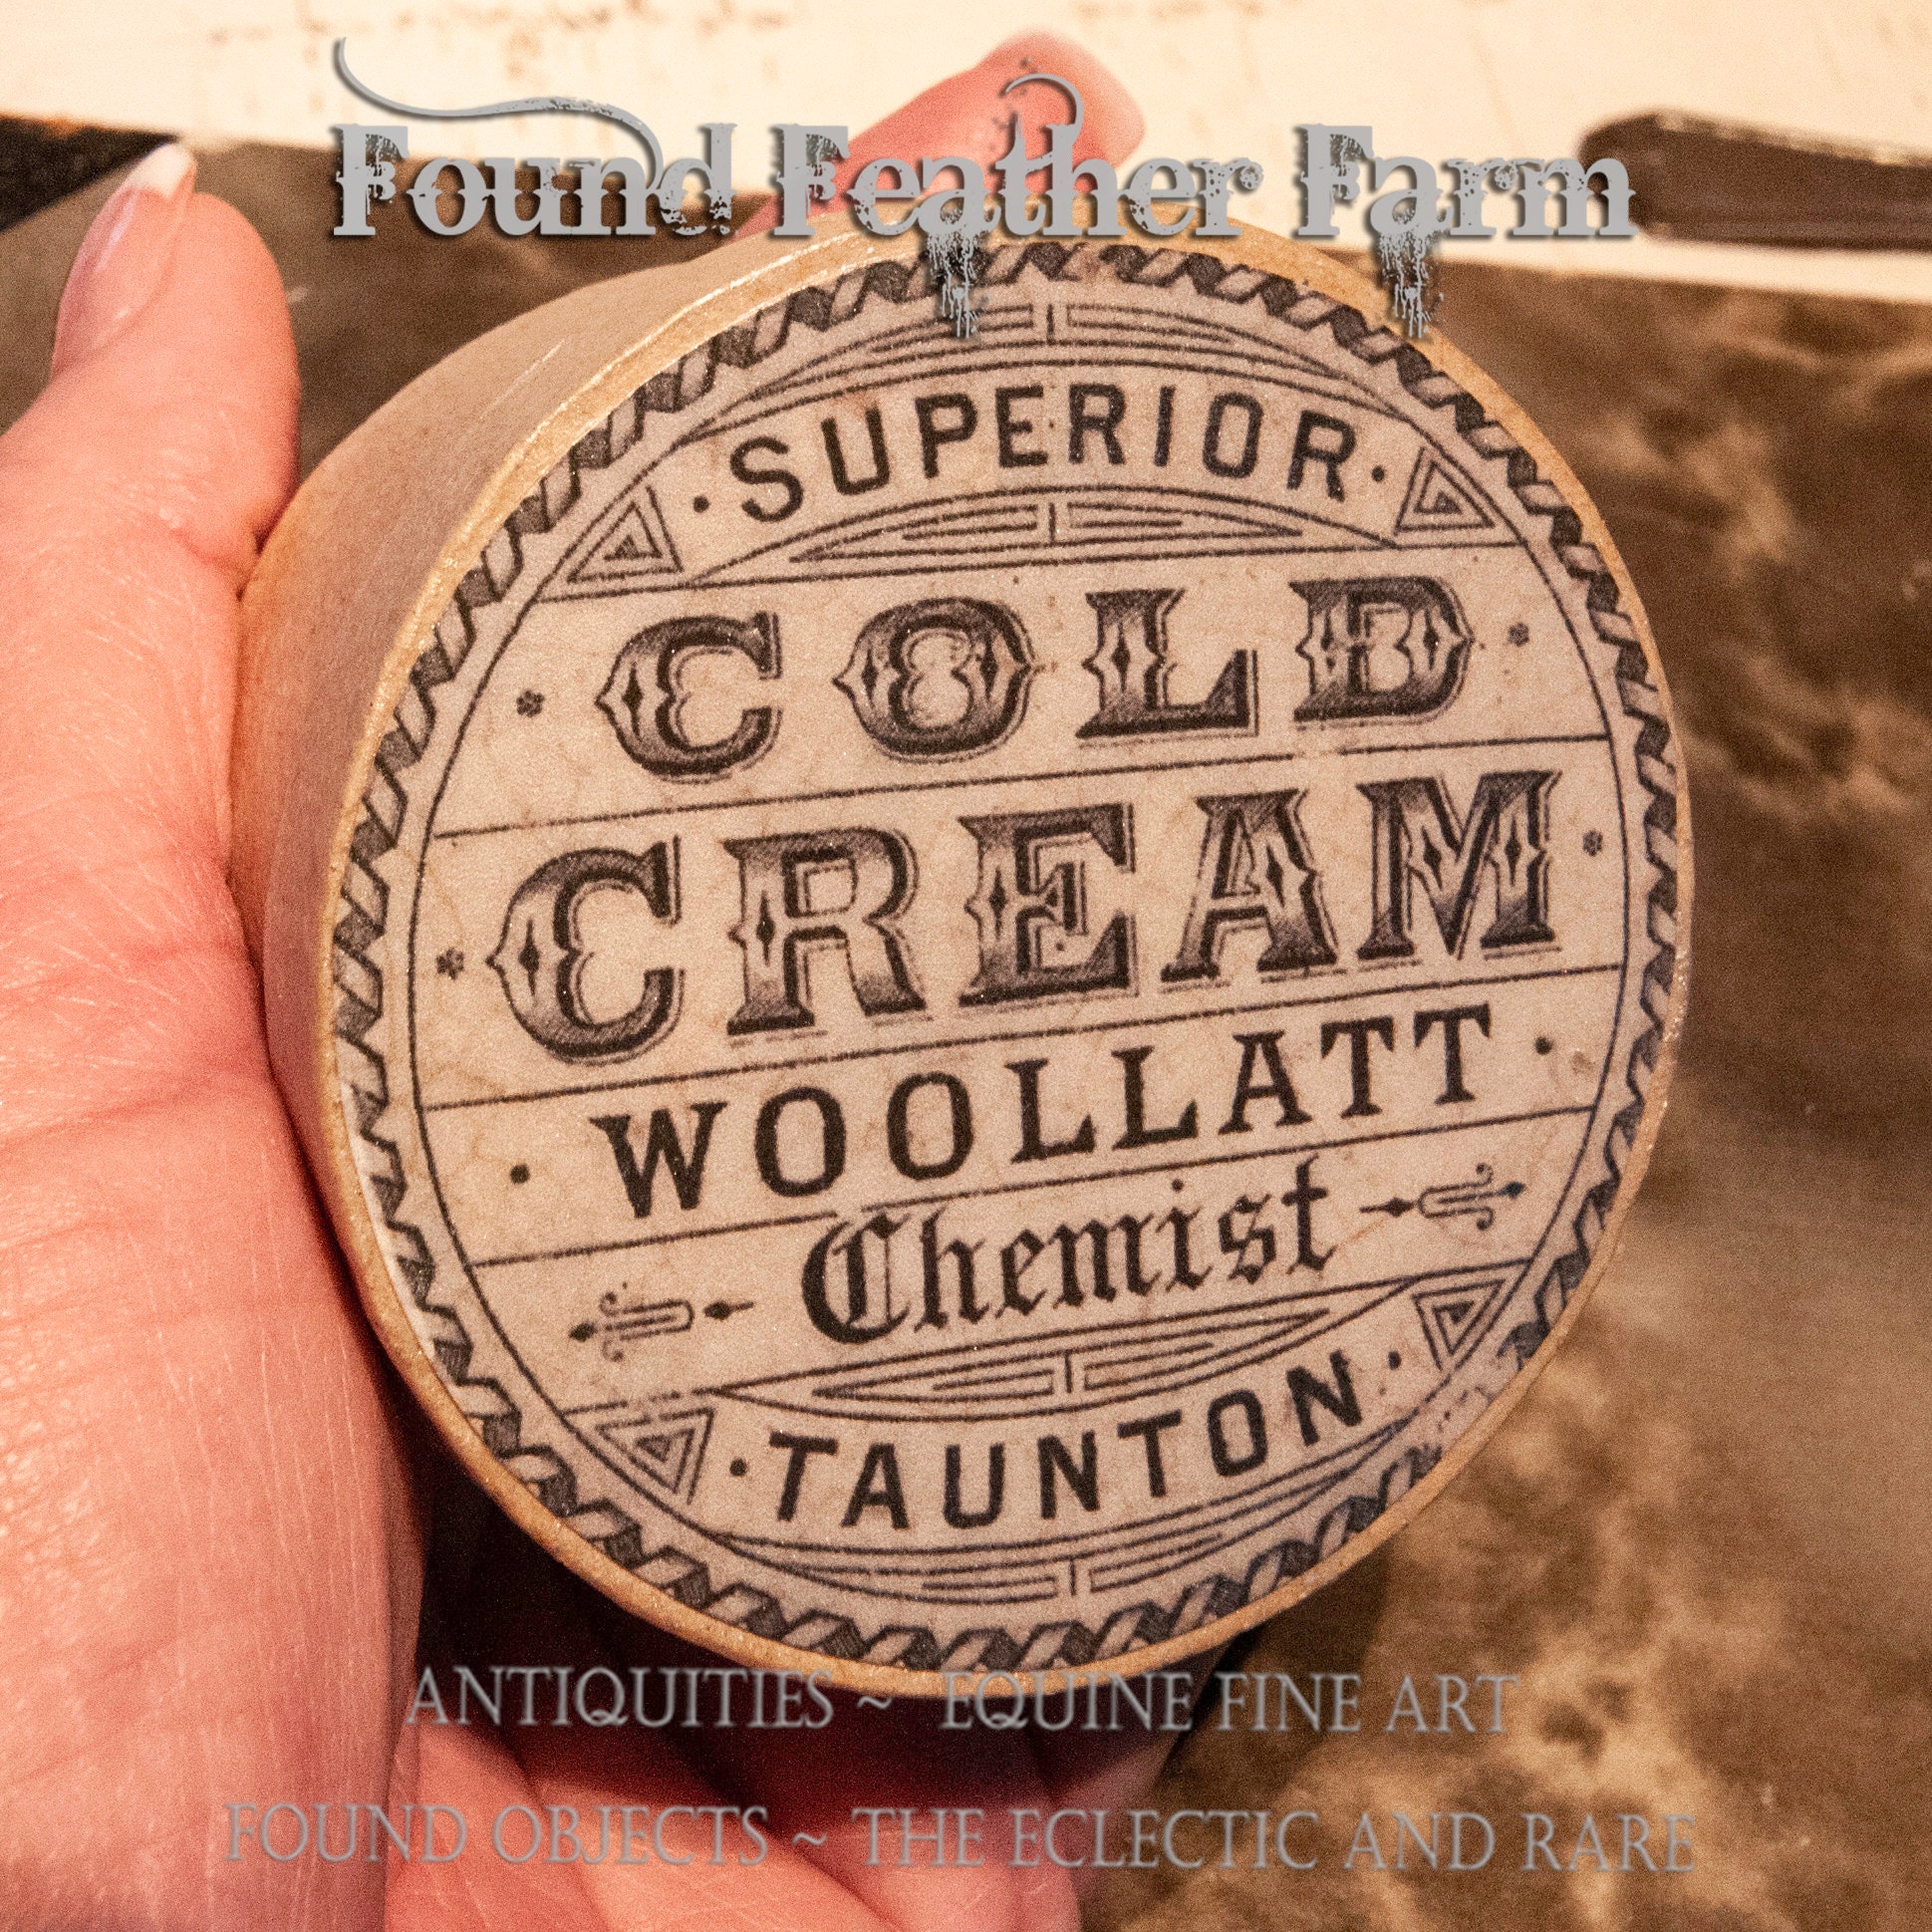 Found Feather Farm
·SUPERIOR·
COLD
CREAM
·WOOLLATT·
Chemist
·TAUNTON·
ANTIQUITIES ~ EQUINE FINE ART
FOUND OBJECTS ~ THE ECLECTIC AND RARE